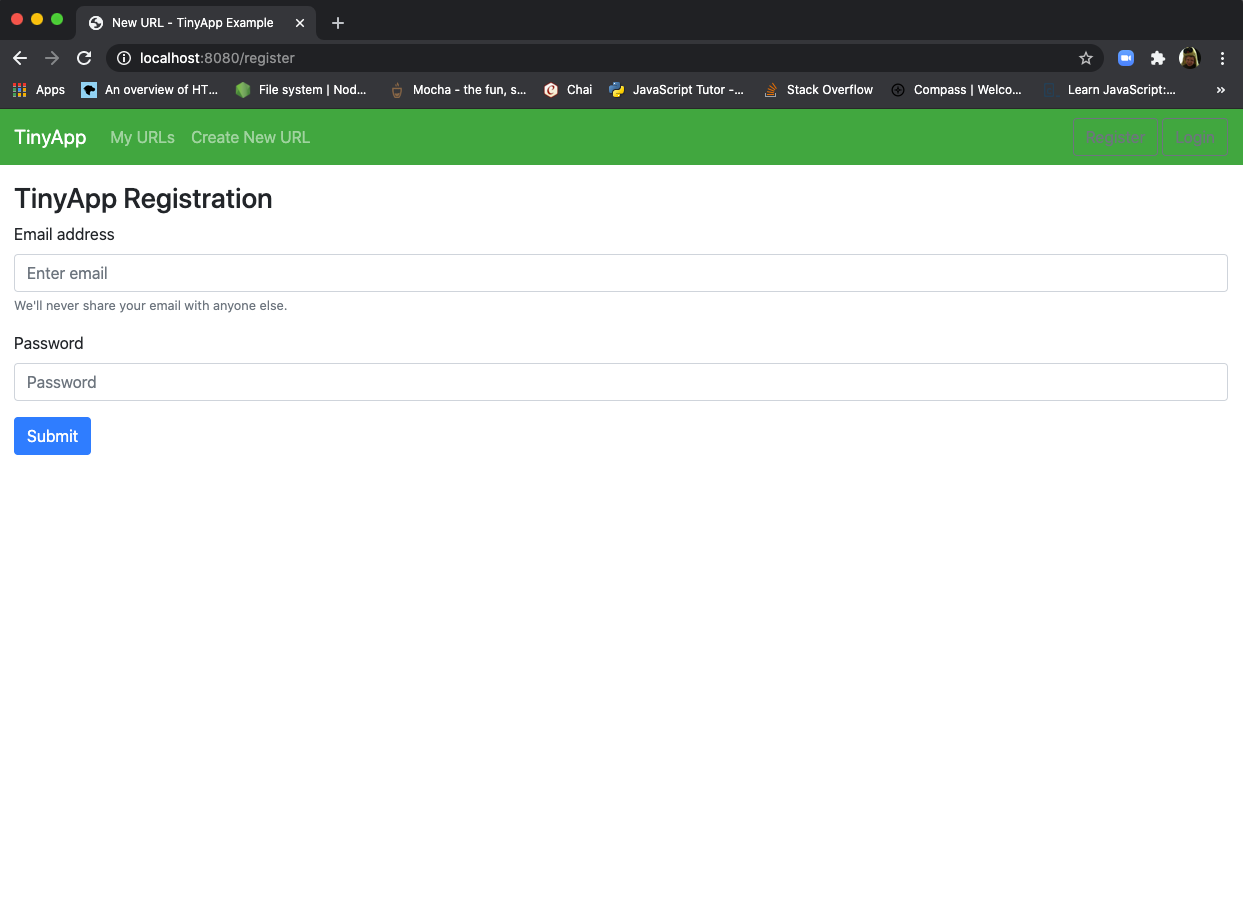 New URL - TinyApp Example
localhost:8080/register
Apps An overview of HT... File system | Nod... Mocha - the fun, s... Chai JavaScript Tutor -... Stack Overflow Compass | Welco... Learn JavaScript:... »
TinyApp My URLs Create New URL Register Login
TinyApp Registration
Email address
Enter email
We'll never share your email with anyone else.
Password
Password
Submit